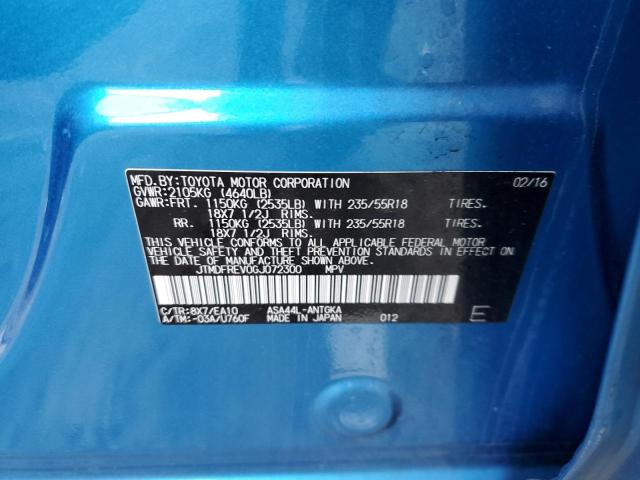 MFD.BY:TOYOTA MOTOR CORPORATION 02/16
GVWR:2105KG (4640LB)
GAWR:FRT. 1150KG (2535LB) WITH 235/55R18 TIRES.
18X7 1/2J RIMS.
RR. 1150KG (2535LB) WITH 235/55R18 TIRES.
18X7 1/2J RIMS.
THIS VEHICLE CONFORMS TO ALL APPLICABLE FEDERAL MOTOR
VEHICLE SAFETY AND THEFT PREVENTION STANDARDS IN EFFECT
ON THE DATE OF MANUFACTURE SHOWN ABOVE.
JTMDFREV0GJ072300 MPV
C/TR:8X7/EA10 ASA44L-ANTGKA
A/TM:-03A/U760F MADE IN JAPAN 012 E